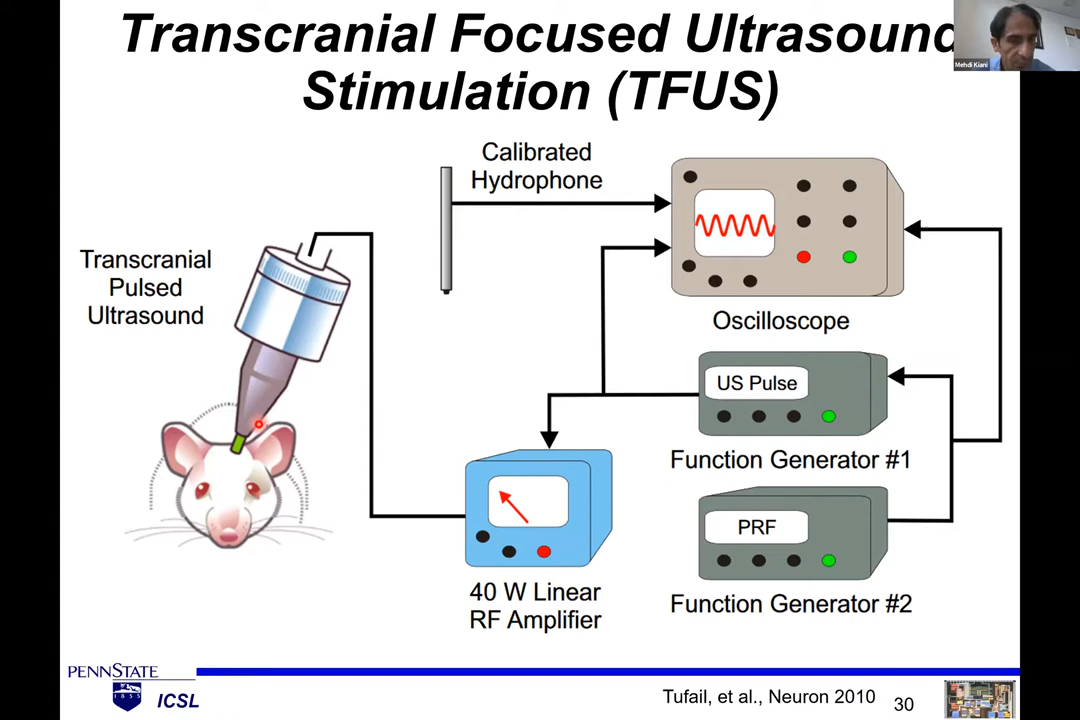 Transcranial Focused Ultrasound
Stimulation (TFUS)
Mehdi Kiani
Calibrated
Hydrophone
Transcranial
Pulsed
Ultrasound
Oscilloscope
US Pulse
Function Generator #1
PRF
40 W Linear
RF Amplifier
Function Generator #2
PENNSTATE
1855
ICSL
Tufail, et al., Neuron 2010
30